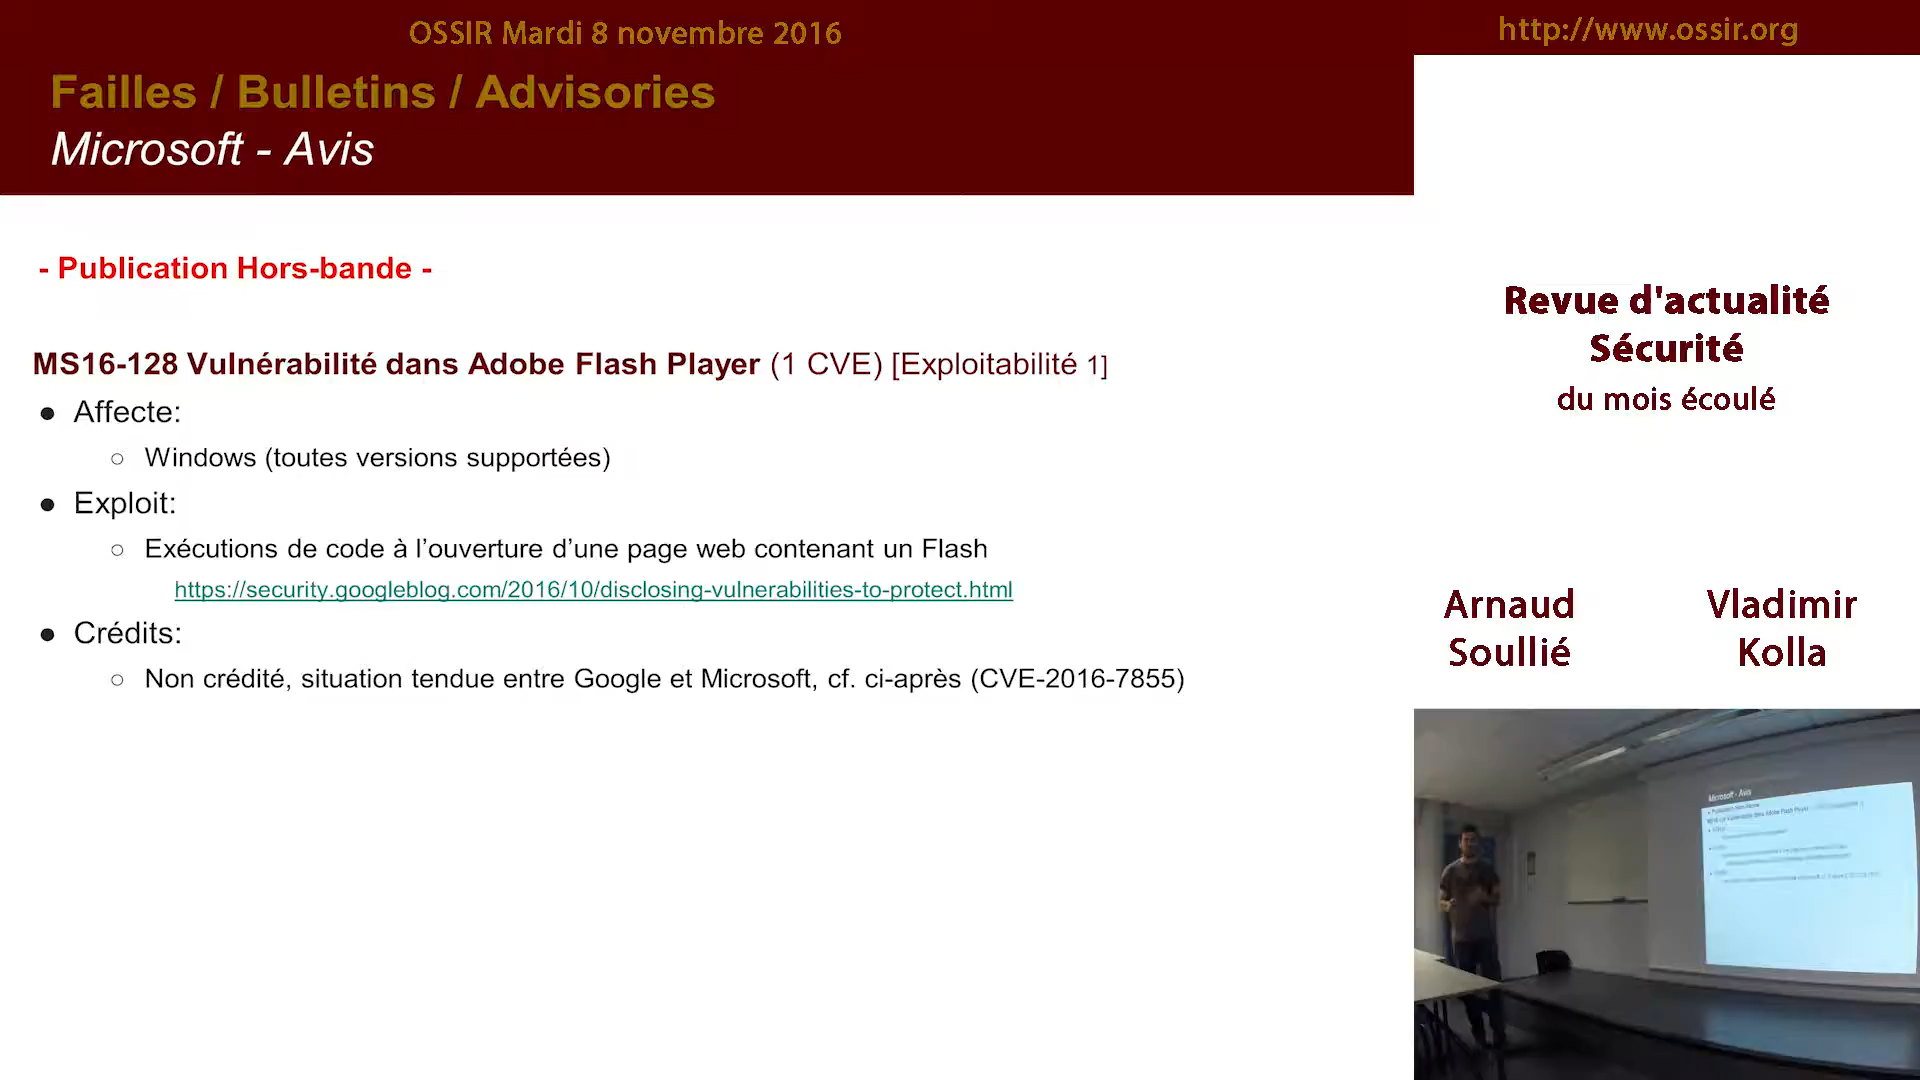 OSSIR Mardi 8 novembre 2016
http://www.ossir.org
Failles / Bulletins / Advisories
Microsoft - Avis
- Publication Hors-bande -
MS16-128 Vulnérabilité dans Adobe Flash Player (1 CVE) [Exploitabilité 1]
● Affecte:
○ Windows (toutes versions supportées)
● Exploit:
○ Exécutions de code à l’ouverture d’une page web contenant un Flash
https://security.googleblog.com/2016/10/disclosing-vulnerabilities-to-protect.html
● Crédits:
○ Non crédité, situation tendue entre Google et Microsoft, cf. ci-après (CVE-2016-7855)
Revue d'actualité
Sécurité
du mois écoulé
Arnaud
Soullié
Vladimir
Kolla
Microsoft - Avis